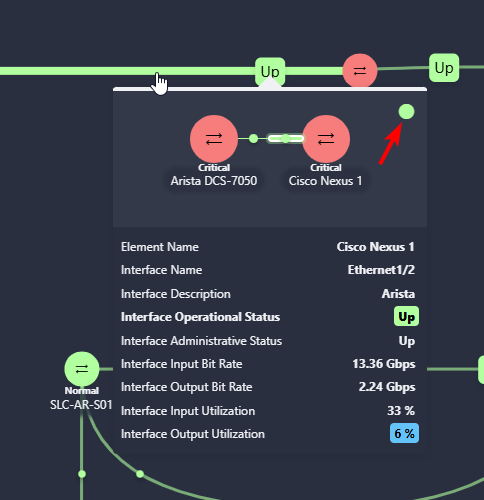 Up
Up
Critical
Critical
Arista DCS-7050
Cisco Nexus 1
Element Name Cisco Nexus 1
Interface Name Ethernet1/2
Interface Description Arista
Interface Operational Status Up
Interface Administrative Status Up
Interface Input Bit Rate 13.36 Gbps
Interface Output Bit Rate 2.24 Gbps
Interface Input Utilization 33 %
Interface Output Utilization 6 %
Normal
SLC-AR-S01